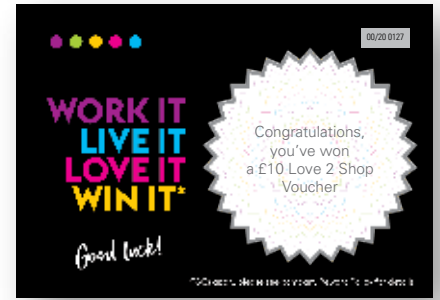 00/20 0127
WORK IT
LIVE IT
LOVE IT
WIN IT*
Congratulations,
you've won
a £10 Love 2 Shop
Voucher
Good luck!